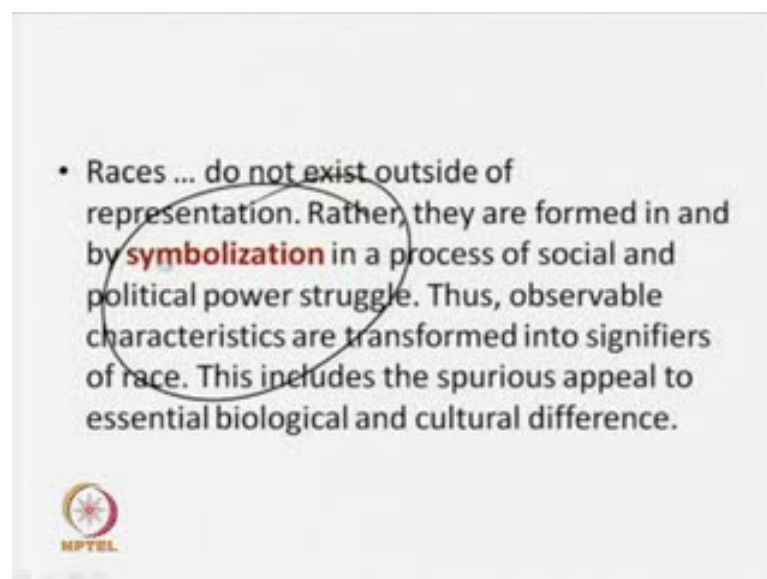 • Races ... do not exist outside of
representation. Rather, they are formed in and
by symbolization in a process of social and
political power struggle. Thus, observable
characteristics are transformed into signifiers
of race. This includes the spurious appeal to
essential biological and cultural difference.
NPTEL